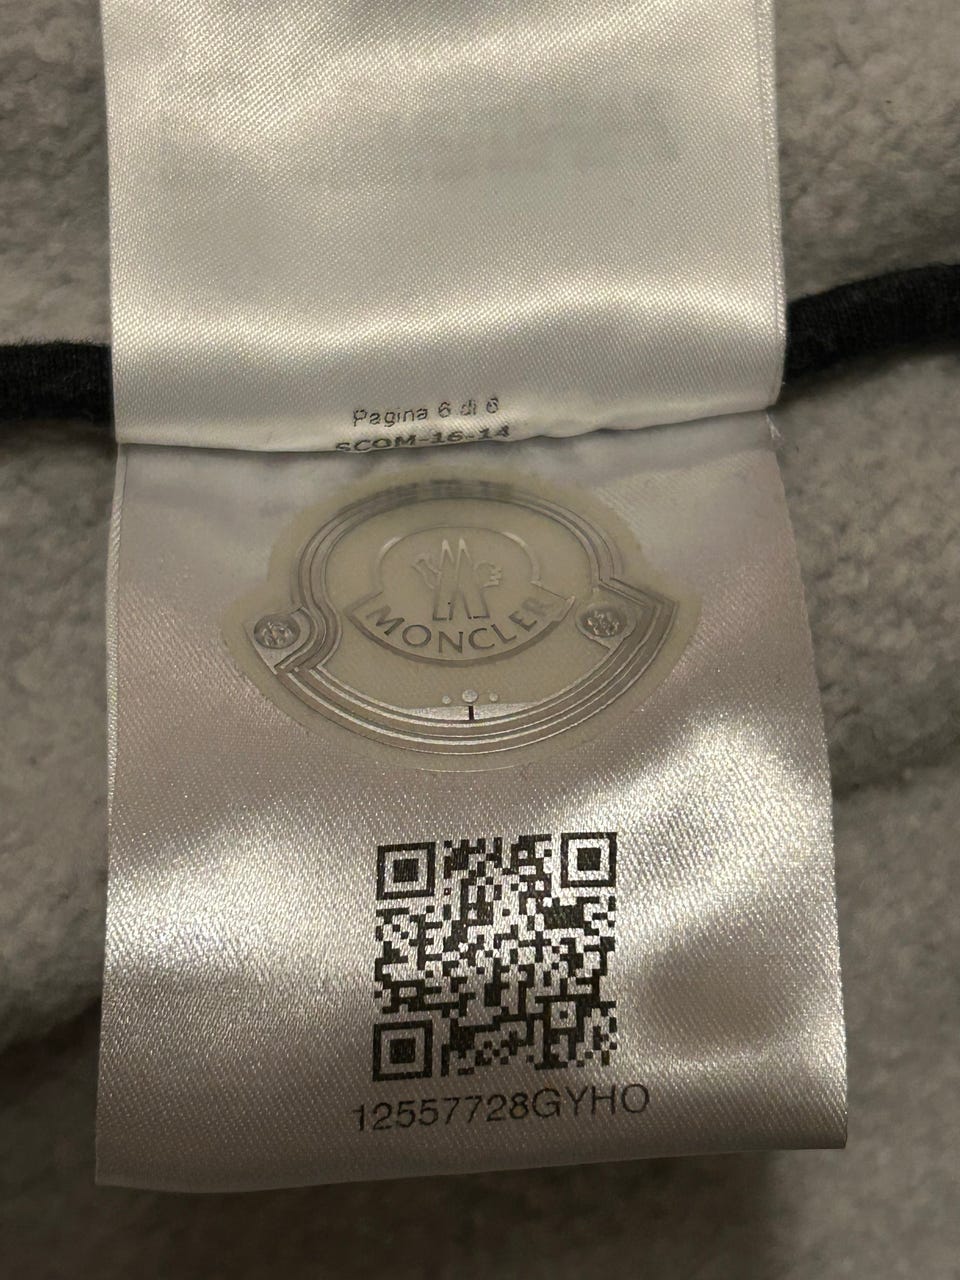 Pagina 6 di 6
SCOM-16-14
MONCLER
12557728GYHO